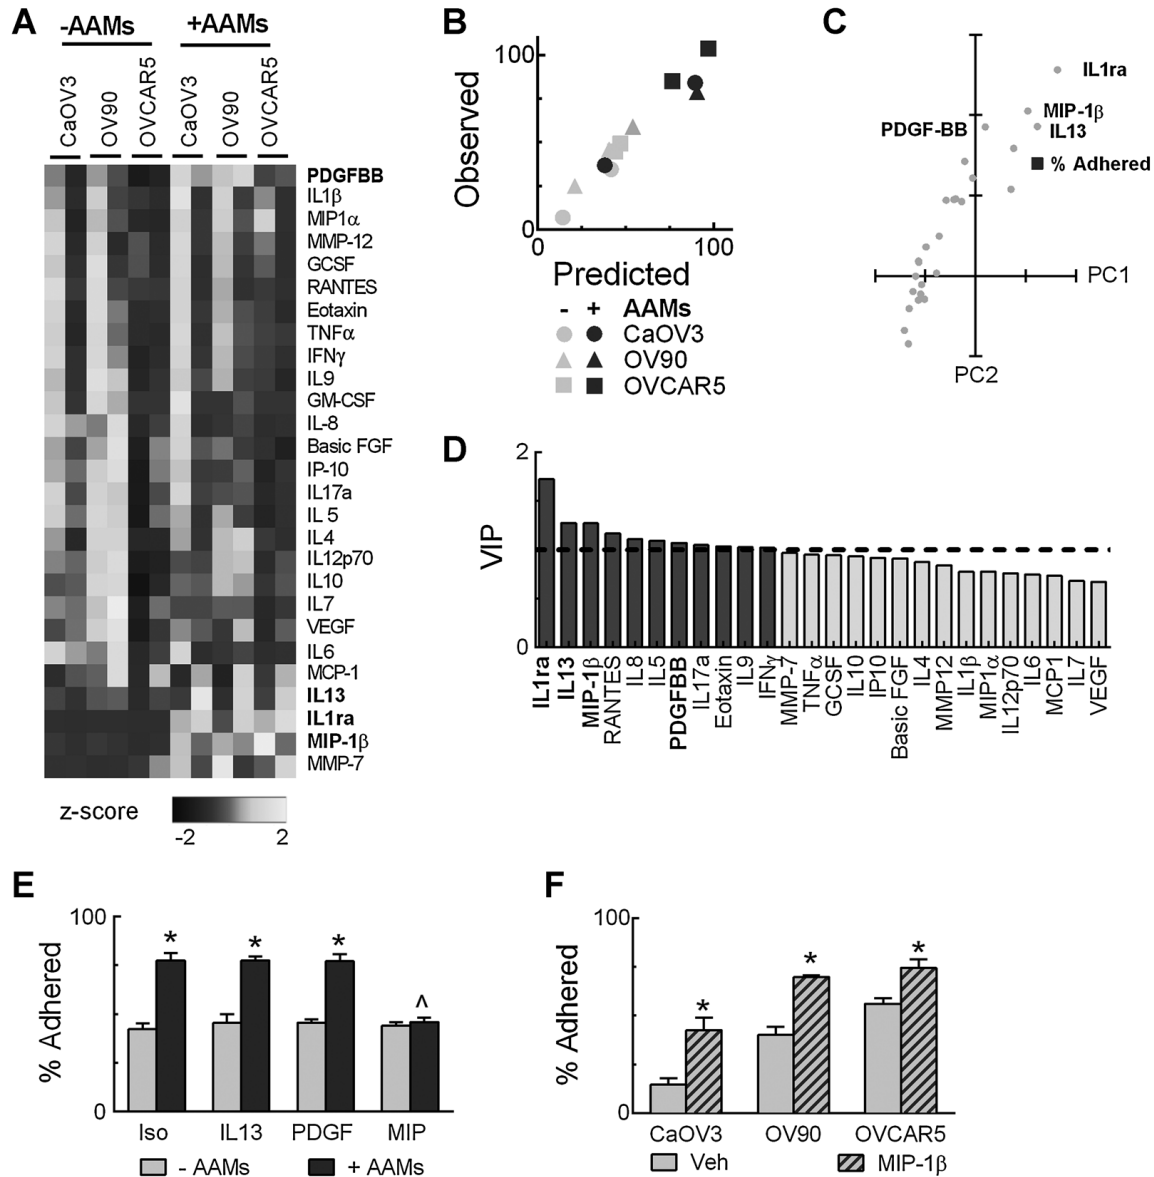 A
-AAMs
+AAMs
CaOV3
OV90
OVCAR5
CaOV3
OV90
OVCAR5
PDGFBB
IL1β
MIP1α
MMP-12
GCSF
RANTES
Eotaxin
TNFα
IFNγ
IL9
GM-CSF
IL-8
Basic FGF
IP-10
IL17a
IL 5
IL4
IL12p70
IL10
IL7
VEGF
IL6
MCP-1
IL13
IL1ra
MIP-1β
MMP-7
z-score
-2
2
B
Observed
100
0
0
100
Predicted
- + AAMs
CaOV3
OV90
OVCAR5
C
IL1ra
MIP-1β
IL13
PDGF-BB
% Adhered
PC1
PC2
D
VIP
2
0
IL1ra
IL13
MIP-1β
RANTES
IL8
IL5
PDGFBB
IL17a
Eotaxin
IL9
IFNγ
MMP-7
TNFα
GCSF
IL10
IP10
Basic FGF
IL4
MMP12
IL1β
MIP1α
IL12p70
IL6
MCP1
IL7
VEGF
E
% Adhered
100
0
*
*
*
^
Iso
IL13
PDGF
MIP
- AAMs
+ AAMs
F
% Adhered
100
0
*
*
*
CaOV3
OV90
OVCAR5
Veh
MIP-1β